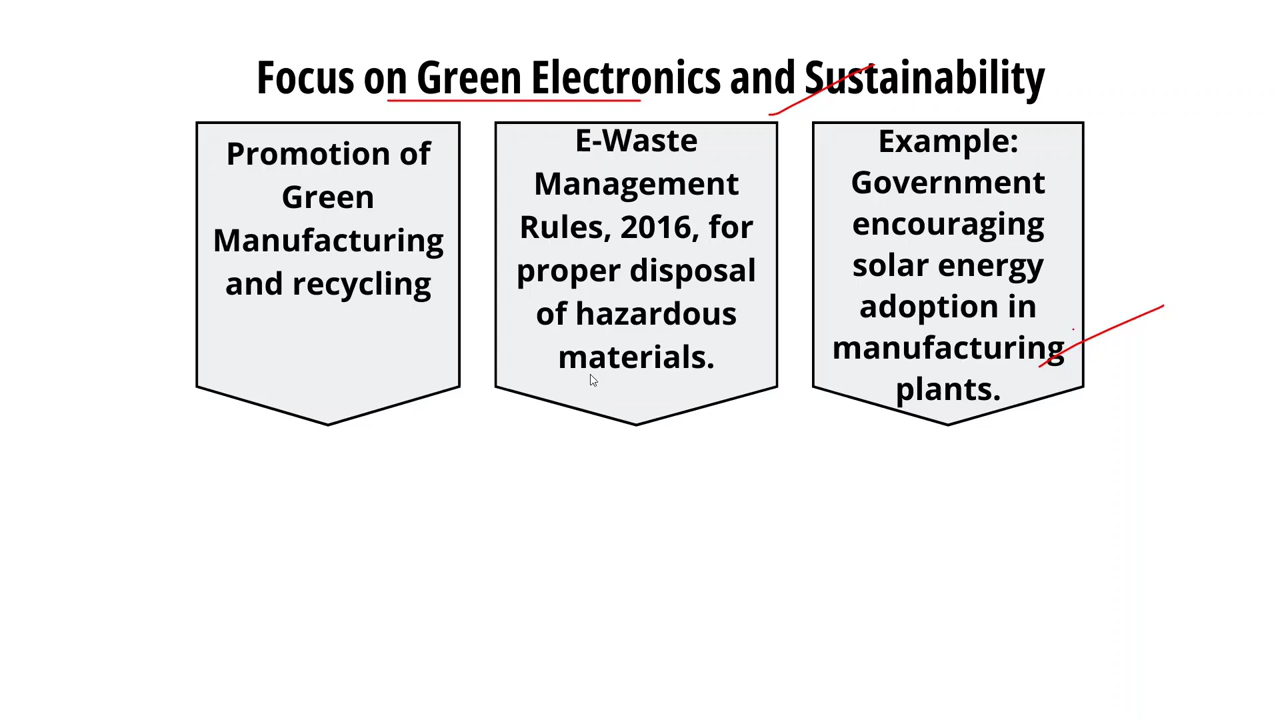 Focus on Green Electronics and Sustainability
Promotion of
Green
Manufacturing
and recycling
E-Waste
Management
Rules, 2016, for
proper disposal
of hazardous
materials.
Example:
Government
encouraging
solar energy
adoption in
manufacturing
plants.